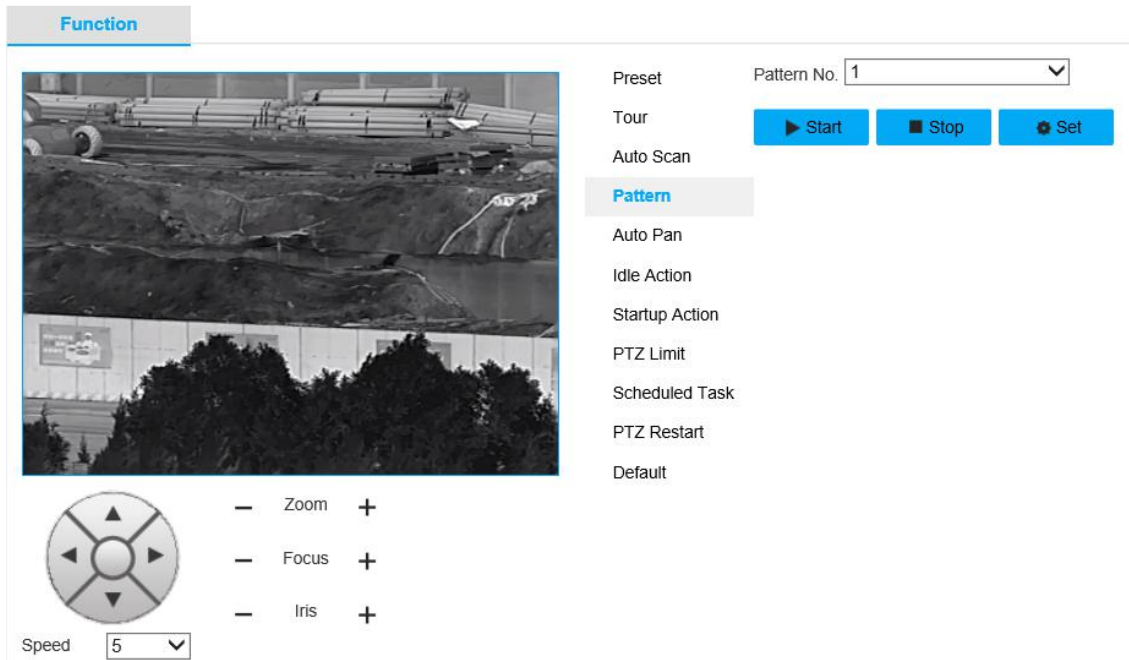 Function
Preset
Tour
Auto Scan
Pattern
Auto Pan
Idle Action
Startup Action
PTZ Limit
Scheduled Task
PTZ Restart
Default
Pattern No. 1
Start Stop Set
Zoom
Focus
Iris
Speed 5